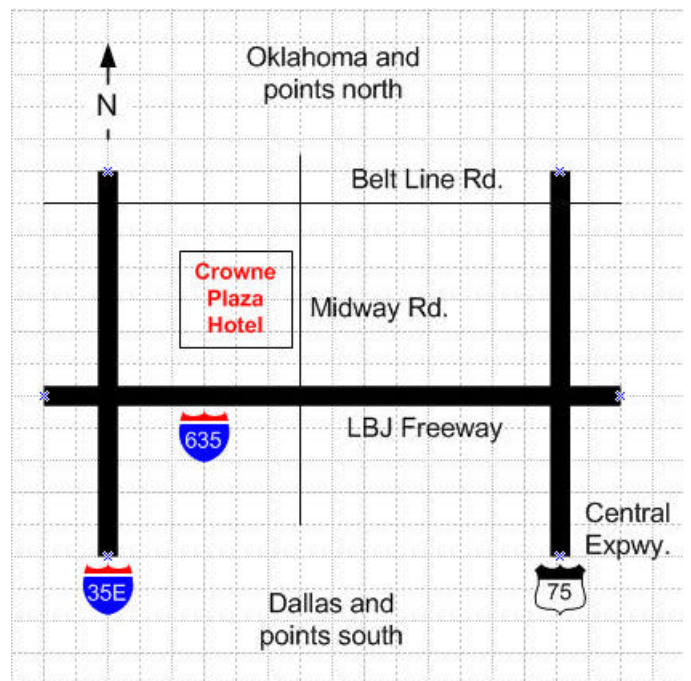 Oklahoma and
points north
N
Belt Line Rd.
Crowne
Plaza
Hotel
Midway Rd.
LBJ Freeway
635
Central
Expwy.
35E
75
Dallas and
points south